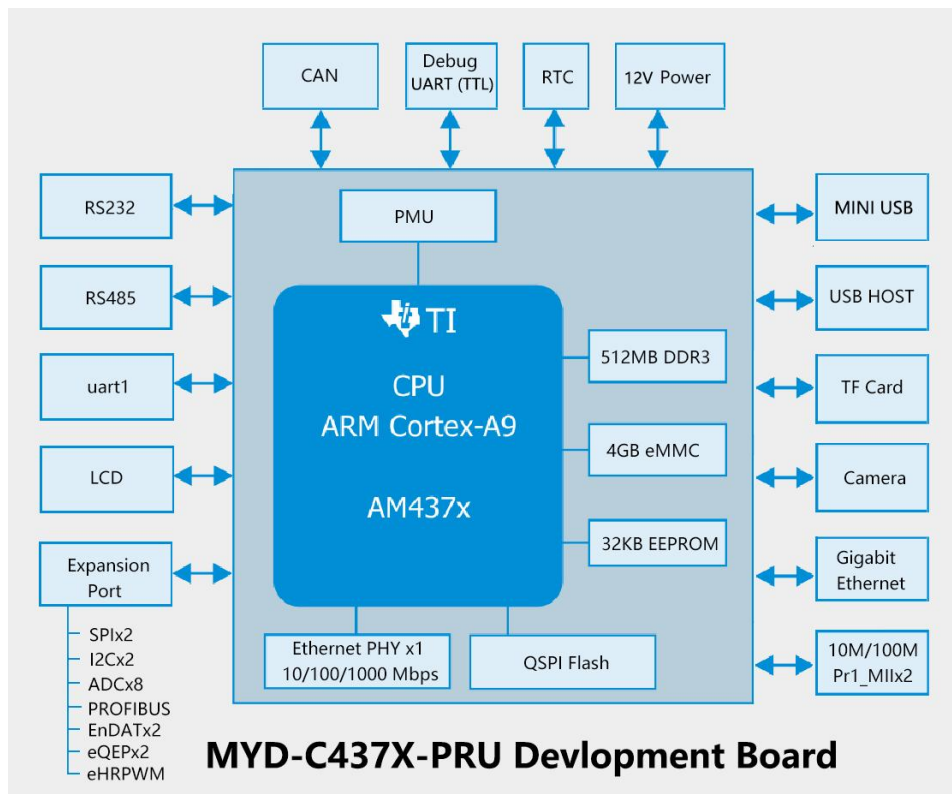 CAN
Debug
UART (TTL)
RTC
12V Power
RS232
RS485
uart1
LCD
Expansion
Port
SPIx2
I2Cx2
ADCx8
PROFIBUS
EnDATx2
eQEPx2
eHRPWM
PMU
TI
CPU
ARM Cortex-A9
AM437x
512MB DDR3
4GB eMMC
32KB EEPROM
Ethernet PHY x1
10/100/1000 Mbps
QSPI Flash
MINI USB
USB HOST
TF Card
Camera
Gigabit
Ethernet
10M/100M
Pr1_MIIx2
MYD-C437X-PRU Devlopment Board